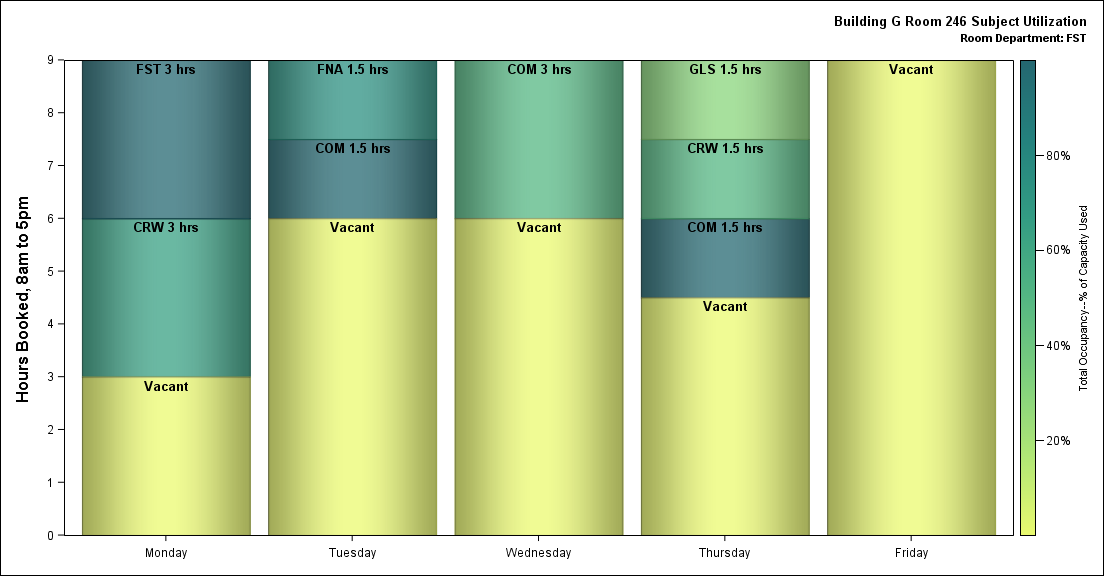 Building G Room 246 Subject Utilization
Room Department: FST
Hours Booked, 8am to 5pm
9
8
7
6
5
4
3
2
1
0
FST 3 hrs
CRW 3 hrs
Vacant
FNA 1.5 hrs
COM 1.5 hrs
Vacant
COM 3 hrs
Vacant
GLS 1.5 hrs
CRW 1.5 hrs
COM 1.5 hrs
Vacant
Vacant
Monday
Tuesday
Wednesday
Thursday
Friday
80%
60%
40%
20%
Total Occupancy--% of Capacity Used